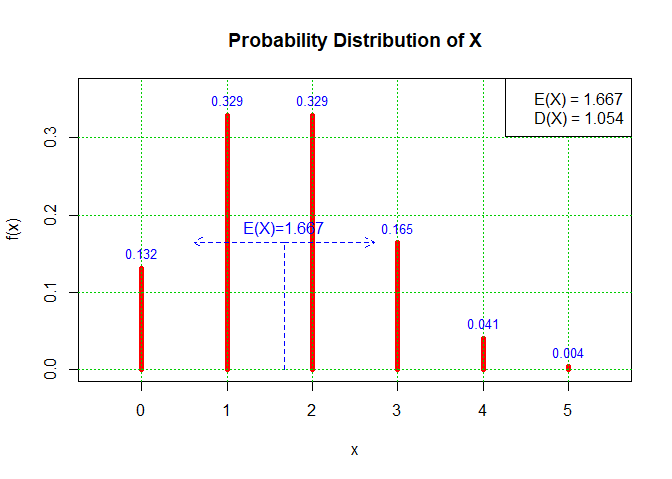 Probability Distribution of X
E(X) = 1.667
D(X) = 1.054
0.329
0.329
E(X)=1.667
0.165
0.132
0.041
0.004
f(x)
0.3
0.2
0.1
0.0
0
1
2
3
4
5
x